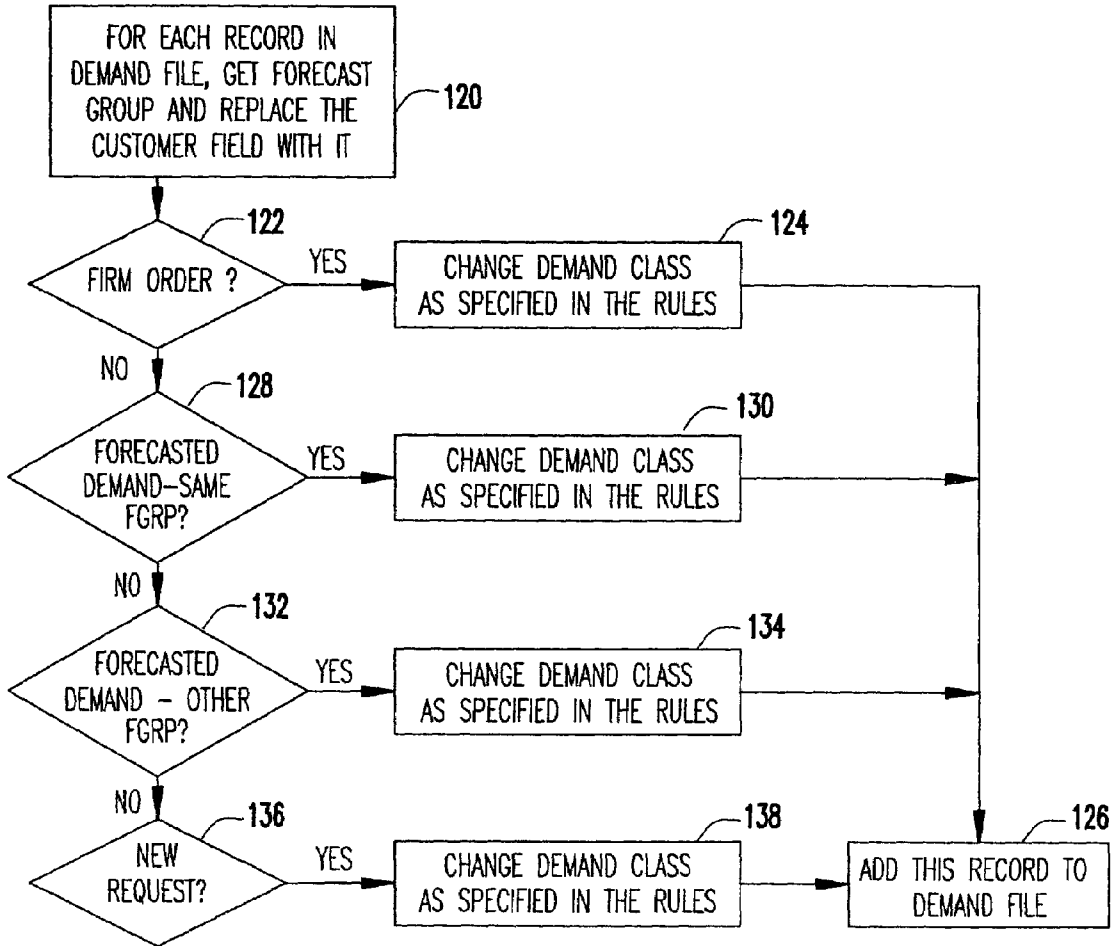 FOR EACH RECORD IN
DEMAND FILE, GET FORECAST
GROUP AND REPLACE THE
CUSTOMER FIELD WITH IT
120
122
FIRM ORDER ?
YES
124
CHANGE DEMAND CLASS
AS SPECIFIED IN THE RULES
NO
128
FORECASTED
DEMAND-SAME
FGRP?
YES
130
CHANGE DEMAND CLASS
AS SPECIFIED IN THE RULES
NO
132
FORECASTED
DEMAND - OTHER
FGRP?
YES
134
CHANGE DEMAND CLASS
AS SPECIFIED IN THE RULES
NO
136
NEW
REQUEST?
YES
138
CHANGE DEMAND CLASS
AS SPECIFIED IN THE RULES
126
ADD THIS RECORD TO
DEMAND FILE